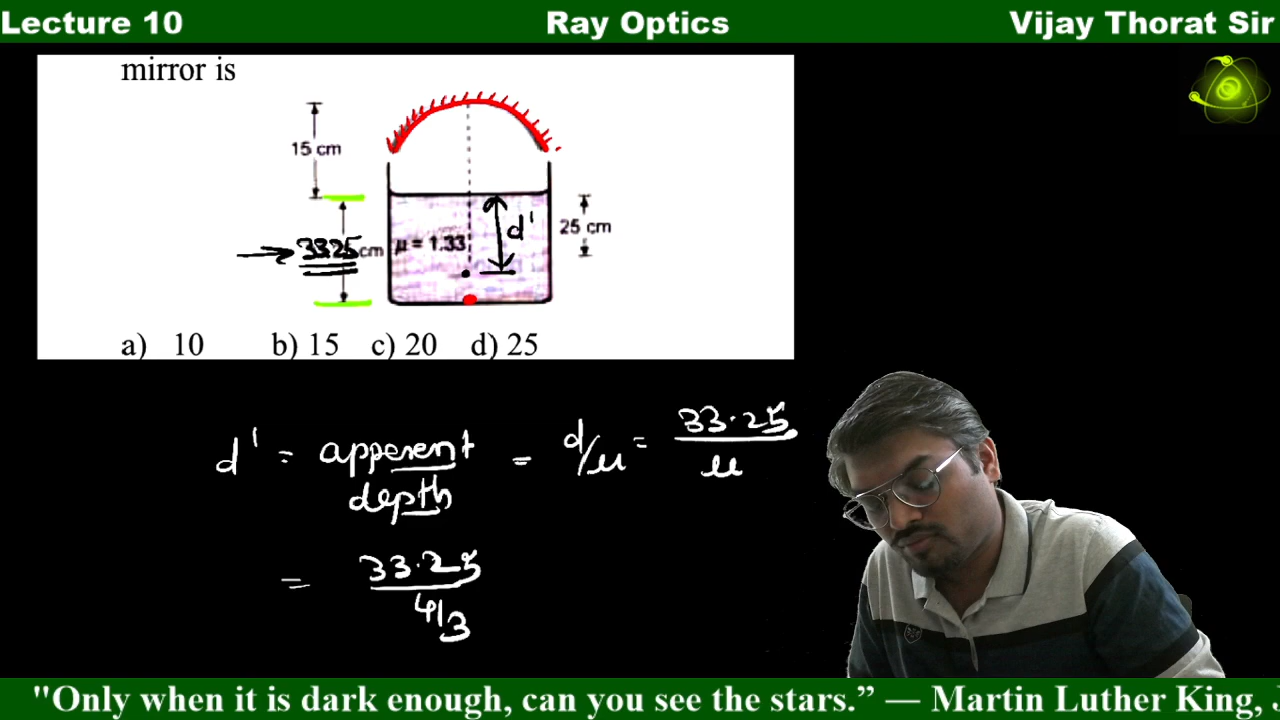 Lecture 10 Ray Optics Vijay Thorat Sir
mirror is
15 cm
33.25 cm μ = 1.33 d' 25 cm
a) 10 b) 15 c) 20 d) 25
d' = apperent depth = d/μ = 33.25/μ
= 33.25/4/3
"Only when it is dark enough, can you see the stars.” — Martin Luther King, J